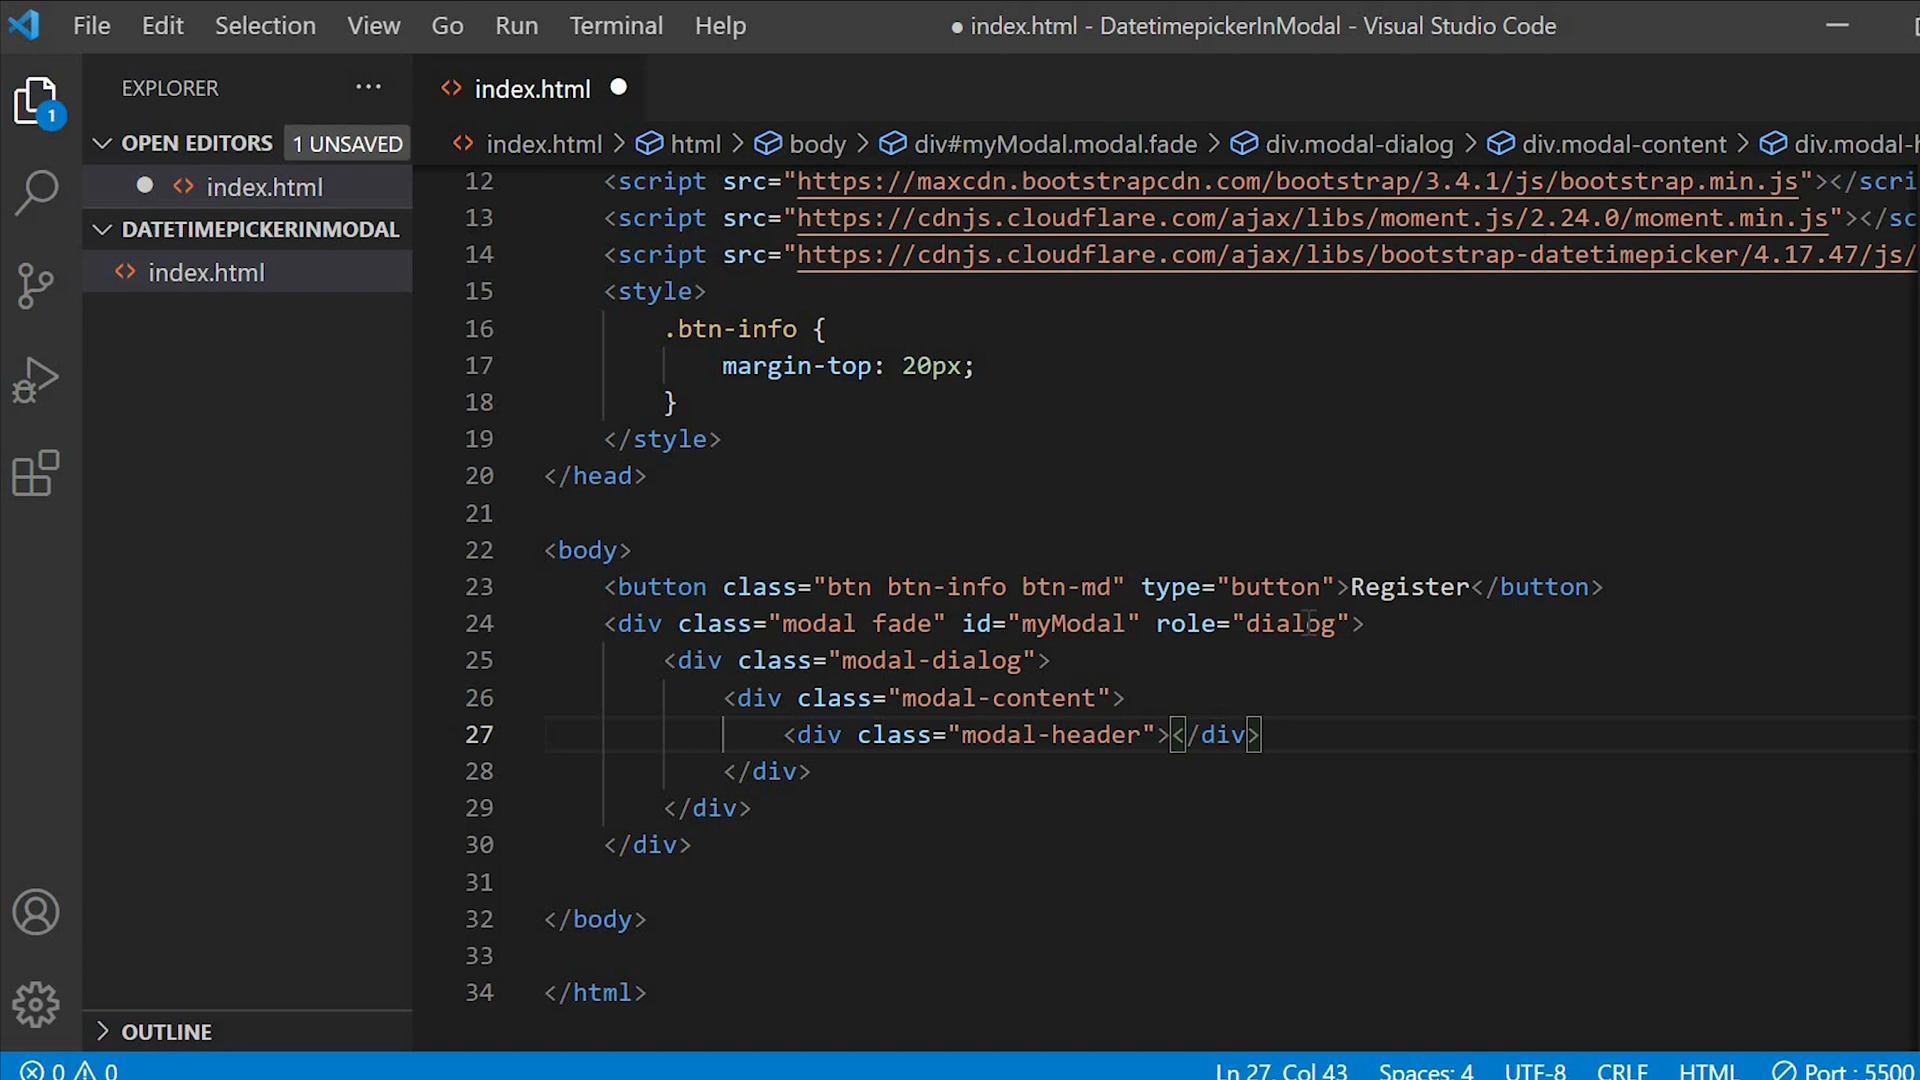 File Edit Selection View Go Run Terminal Help ● index.html - DatetimepickerInModal - Visual Studio Code
EXPLORER ···
index.html
OPEN EDITORS 1 UNSAVED
index.html > html > body > div#myModal.modal.fade > div.modal-dialog > div.modal-content > div.modal-h
1
index.html
DATETIMEPICKERINMODAL
index.html
12 <script src="https://maxcdn.bootstrapcdn.com/bootstrap/3.4.1/js/bootstrap.min.js"></scri
13 <script src="https://cdnjs.cloudflare.com/ajax/libs/moment.js/2.24.0/moment.min.js"></sc
14 <script src="https://cdnjs.cloudflare.com/ajax/libs/bootstrap-datetimepicker/4.17.47/js/
15 <style>
16 .btn-info {
17 margin-top: 20px;
18 }
19 </style>
20 </head>
21
22 <body>
23 <button class="btn btn-info btn-md" type="button">Register</button>
24 <div class="modal fade" id="myModal" role="dialog">
25 <div class="modal-dialog">
26 <div class="modal-content">
27 <div class="modal-header"></div>
28 </div>
29 </div>
30 </div>
31
32 </body>
33
34 </html>
OUTLINE
0 0 Ln 27, Col 43 Spaces: 4 UTF-8 CRLF HTML Port : 5500